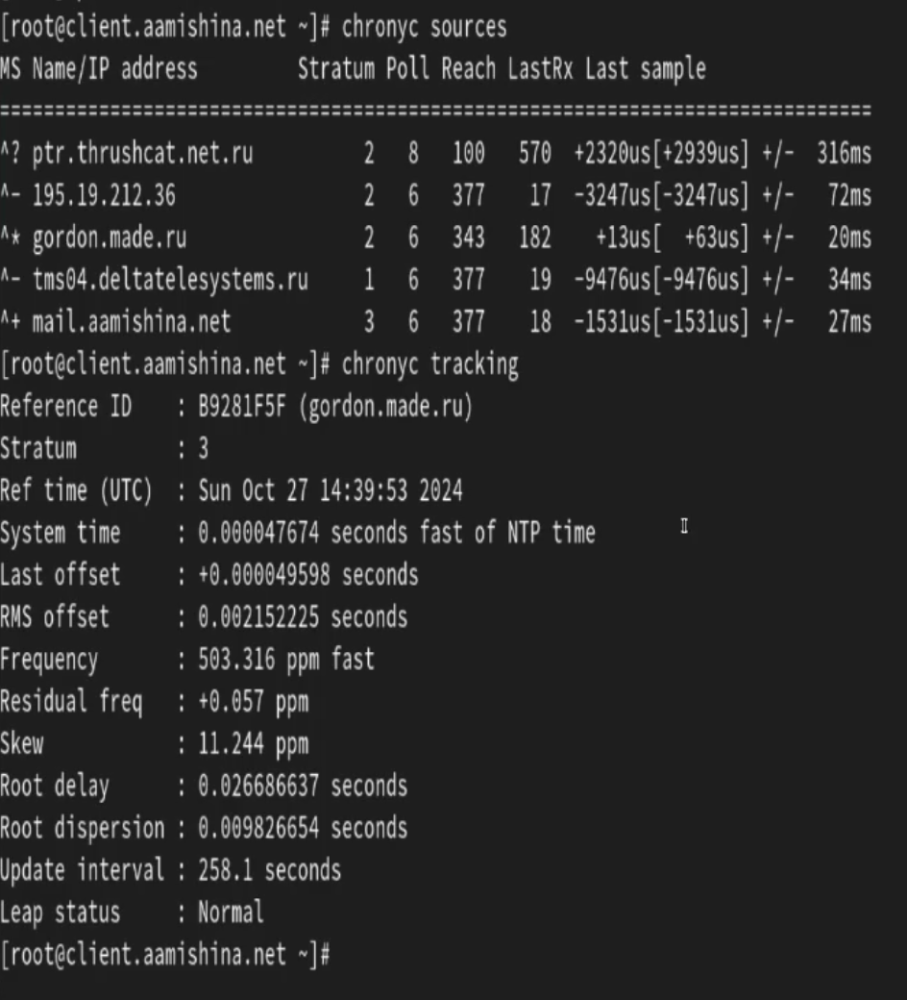 [root@client.aamishina.net ~]# chronyc sources
MS Name/IP address         Stratum Poll Reach LastRx Last sample
===============================================================================
^? ptr.thrushcat.net.ru          2   8   100   570  +2320us[+2939us] +/-  316ms
^- 195.19.212.36                 2   6   377    17  -3247us[-3247us] +/-   72ms
^* gordon.made.ru                2   6   343   182    +13us[  +63us] +/-   20ms
^- tms04.deltatelesystems.ru     1   6   377    19  -9476us[-9476us] +/-   34ms
^+ mail.aamishina.net            3   6   377    18  -1531us[-1531us] +/-   27ms
[root@client.aamishina.net ~]# chronyc tracking
Reference ID    : B9281F5F (gordon.made.ru)
Stratum         : 3
Ref time (UTC)  : Sun Oct 27 14:39:53 2024
System time     : 0.000047674 seconds fast of NTP time
Last offset     : +0.000049598 seconds
RMS offset      : 0.002152225 seconds
Frequency       : 503.316 ppm fast
Residual freq   : +0.057 ppm
Skew            : 11.244 ppm
Root delay      : 0.026686637 seconds
Root dispersion : 0.009826654 seconds
Update interval : 258.1 seconds
Leap status     : Normal
[root@client.aamishina.net ~]#